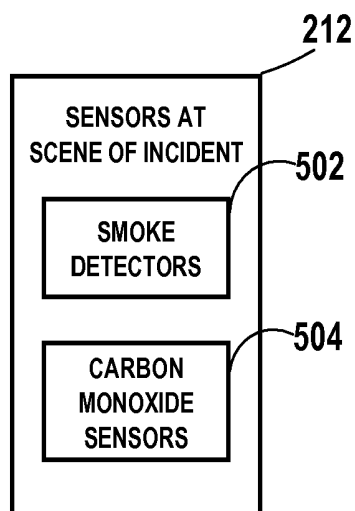 212
SENSORS AT
SCENE OF INCIDENT
502
SMOKE
DETECTORS
504
CARBON
MONOXIDE
SENSORS